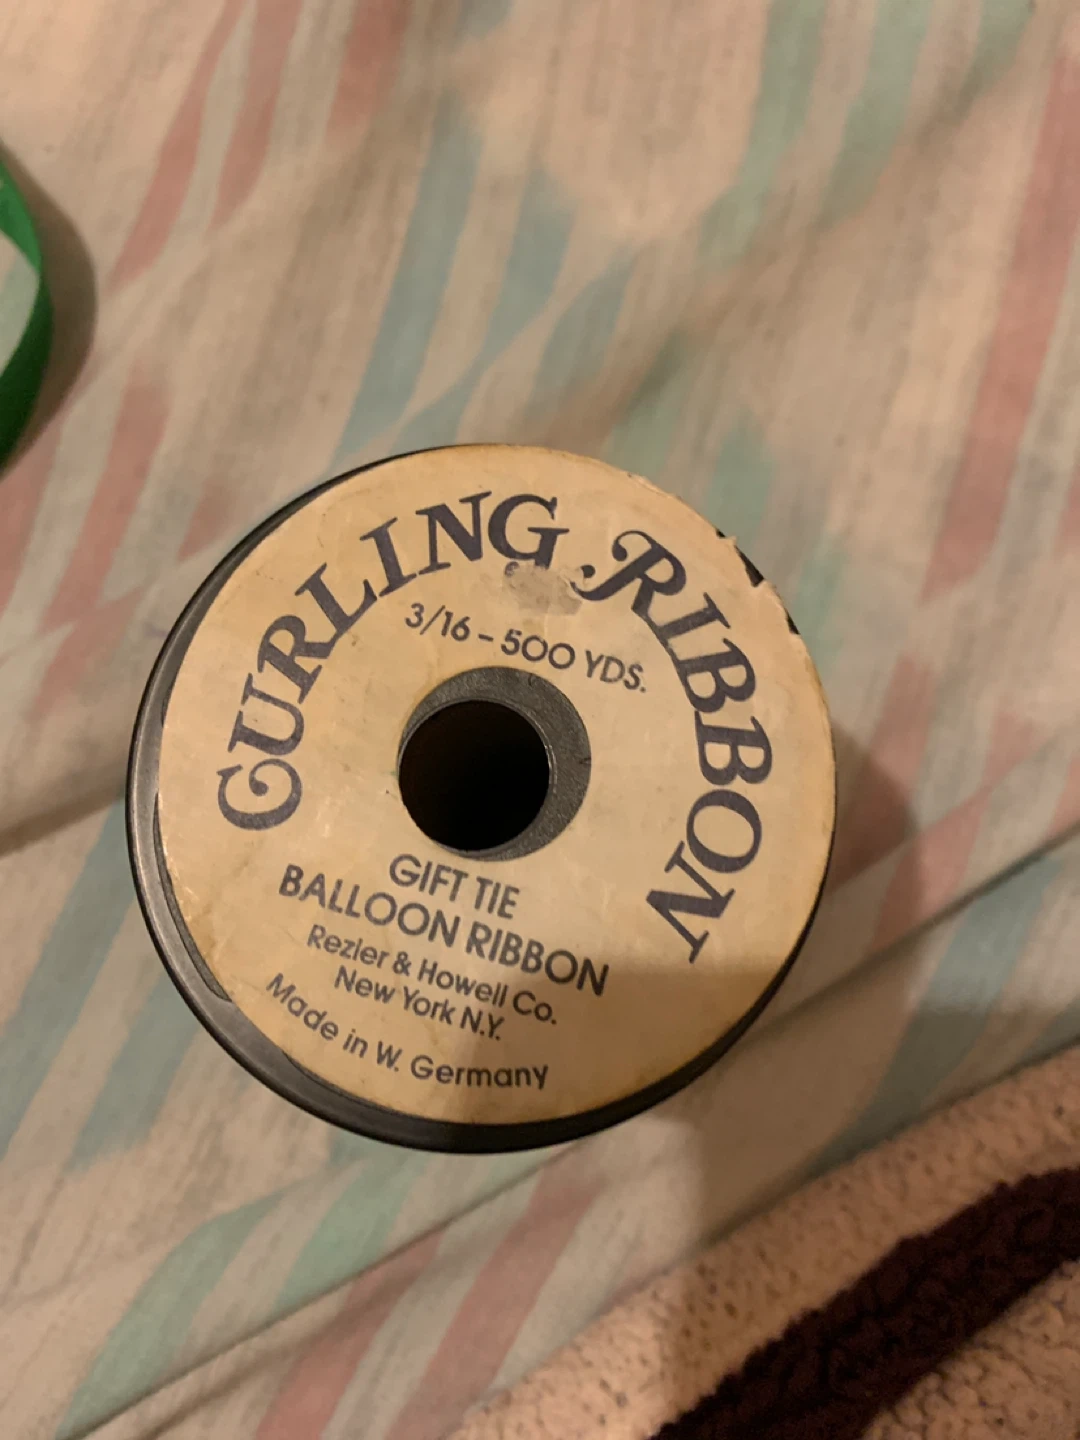 CURLING RIBBON
3/16 - 500 YDS.
GIFT TIE
BALLOON RIBBON
Rezler & Howell Co.
New York N.Y.
Made in W. Germany